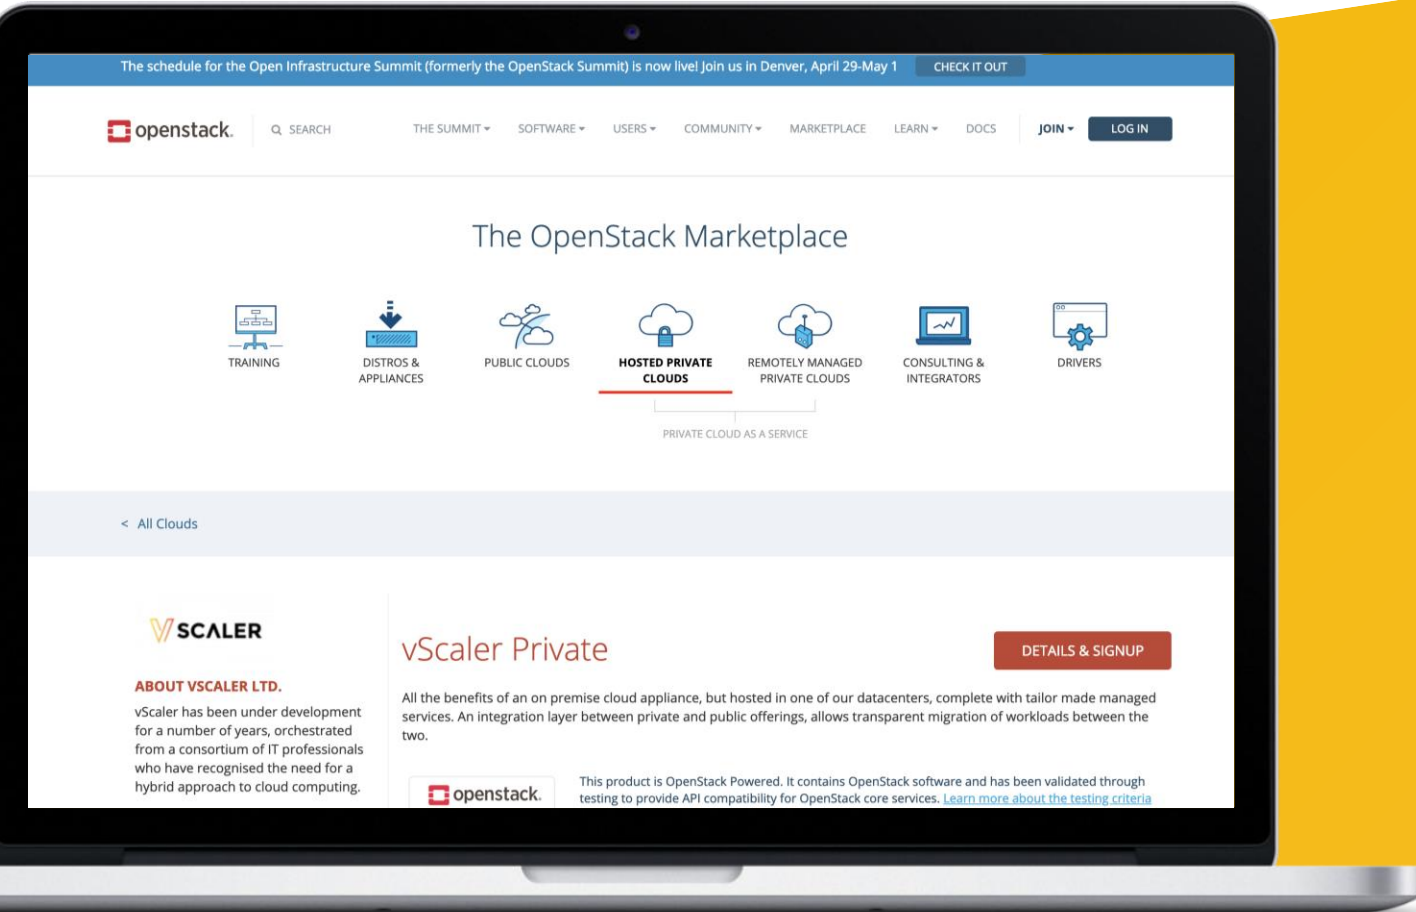 The schedule for the Open Infrastructure Summit (formerly the OpenStack Summit) is now live! Join us in Denver, April 29-May 1 CHECK IT OUT
openstack. SEARCH THE SUMMIT SOFTWARE USERS COMMUNITY MARKETPLACE LEARN DOCS JOIN LOG IN
The OpenStack Marketplace
TRAINING
DISTROS &
APPLIANCES
PUBLIC CLOUDS
HOSTED PRIVATE
CLOUDS
REMOTELY MANAGED
PRIVATE CLOUDS
CONSULTING &
INTEGRATORS
DRIVERS
PRIVATE CLOUD AS A SERVICE
< All Clouds
VSCALER
ABOUT VSCALER LTD.
vScaler has been under development
for a number of years, orchestrated
from a consortium of IT professionals
who have recognised the need for a
hybrid approach to cloud computing.
vScaler Private
DETAILS & SIGNUP
All the benefits of an on premise cloud appliance, but hosted in one of our datacenters, complete with tailor made managed
services. An integration layer between private and public offerings, allows transparent migration of workloads between the
two.
openstack.
This product is OpenStack Powered. It contains OpenStack software and has been validated through
testing to provide API compatibility for OpenStack core services. Learn more about the testing criteria